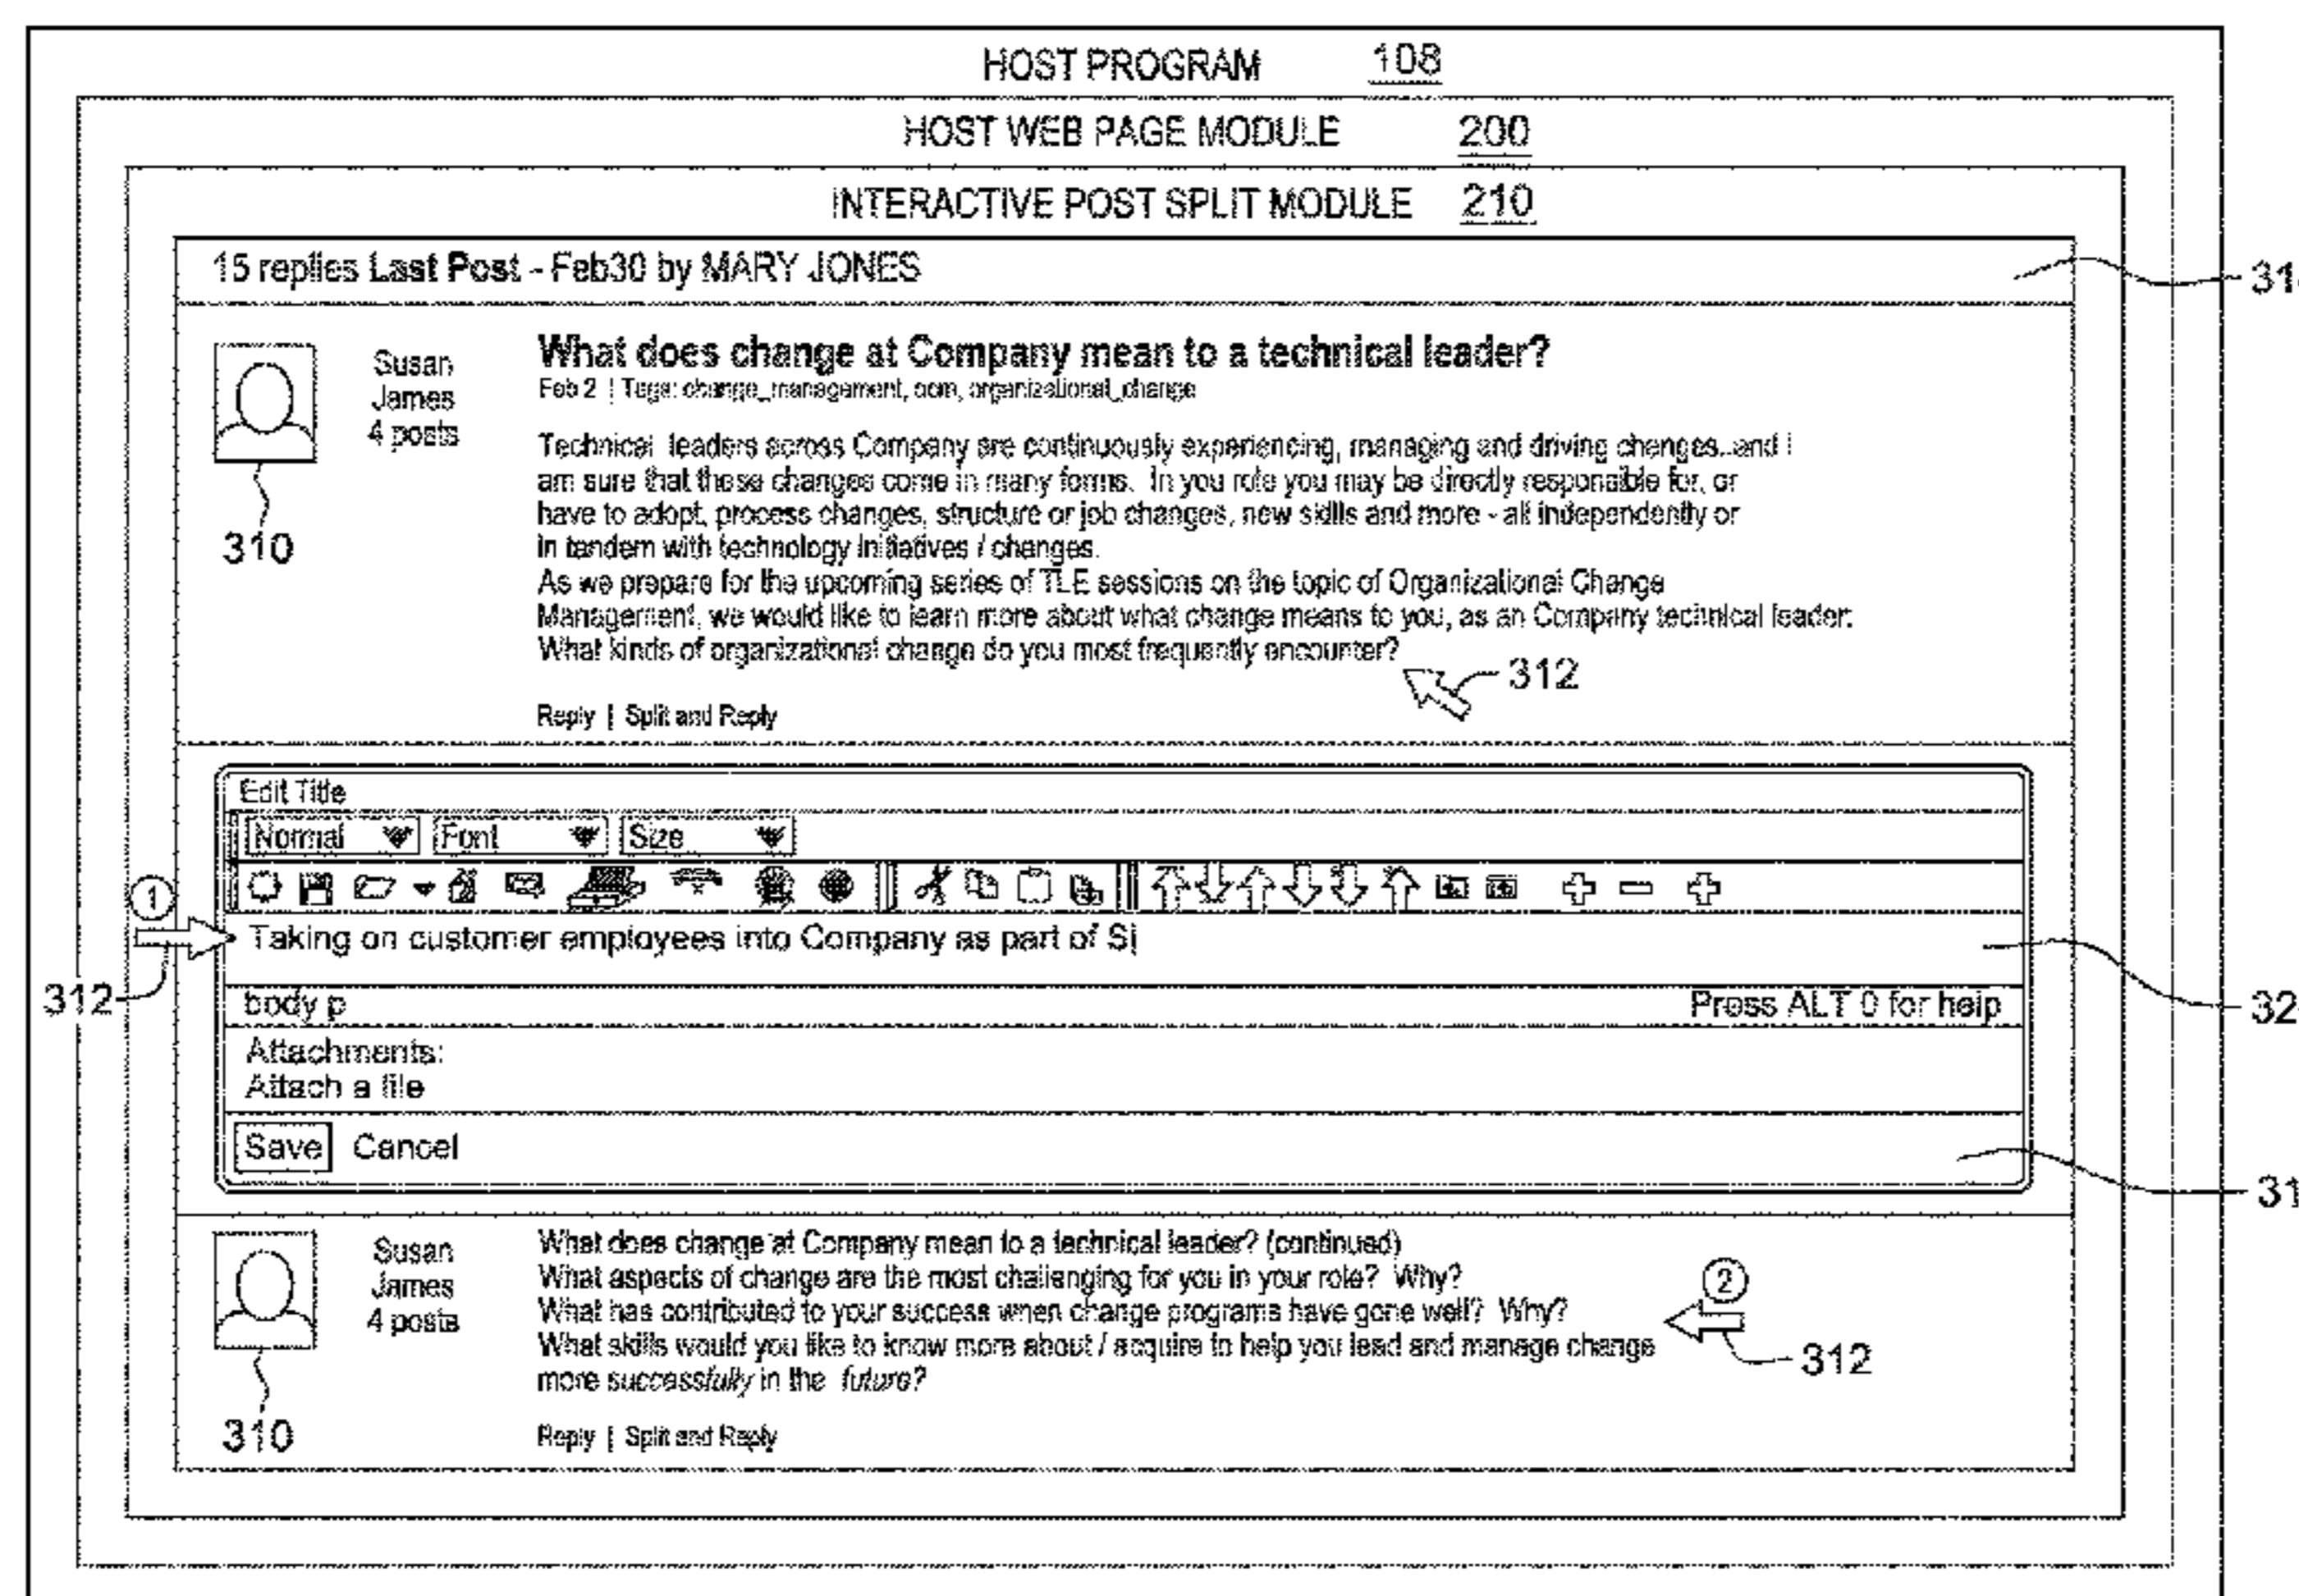 HOST PROGRAM 108
HOST WEB PAGE MODULE 200
INTERACTIVE POST SPLIT MODULE 210
15 replies Last Post - Feb30 by MARY JONES
31
Susan
James
4 posts
310
What does change at Company mean to a technical leader?
Feb 2 | Tags: change_management, ocm, organizational_change
Technical leaders across Company are continuously experiencing, managing and driving changes..and I
am sure that these changes come in many forms. In you role you may be directly responsible for, or
have to adopt, process changes, structure or job changes, new skills and more - all independently or
in tandem with technology initiatives / changes.
As we prepare for the upcoming series of TLE sessions on the topic of Organizational Change
Management, we would like to learn more about what change means to you, as an Company technical leader:
What kinds of organizational change do you most frequently encounter?
312
Reply | Split and Reply
Edit Title
Normal Font Size
1
Taking on customer employees into Company as part of S
312
32
body p Press ALT 0 for help
Attachments:
Attach a file
Save Cancel
31
Susan
James
4 posts
310
What does change at Company mean to a technical leader? (continued)
What aspects of change are the most challenging for you in your role? Why?
What has contributed to your success when change programs have gone well? Why?
What skills would you like to know more about / acquire to help you lead and manage change
more successfully in the future?
2
312
Reply | Split and Reply